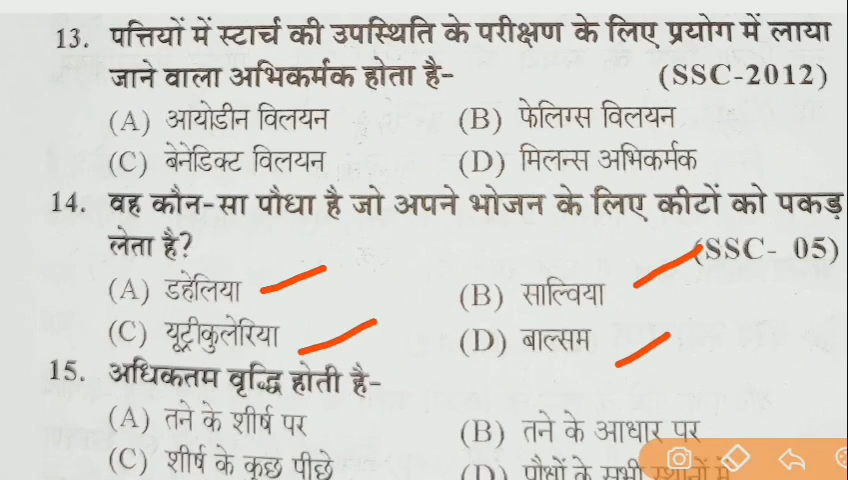 13. पत्तियों में स्टार्च की उपस्थिति के परीक्षण के लिए प्रयोग में लाया
जाने वाला अभिकर्मक होता है- (SSC-2012)
(A) आयोडीन विलयन (B) फेलिग्स विलयन
(C) बेनेडिक्ट विलयन (D) मिलन्स अभिकर्मक
14. वह कौन-सा पौधा है जो अपने भोजन के लिए कीटों को पकड़
लेता है? (SSC- 05)
(A) डहेलिया (B) साल्विया
(C) यूट्रीकुलेरिया (D) बाल्सम
15. अधिकतम वृद्धि होती है-
(A) तने के शीर्ष पर (B) तने के आधार पर
(C) शीर्ष के कुछ पीछे (D) पौधों के सभी स्थानों में